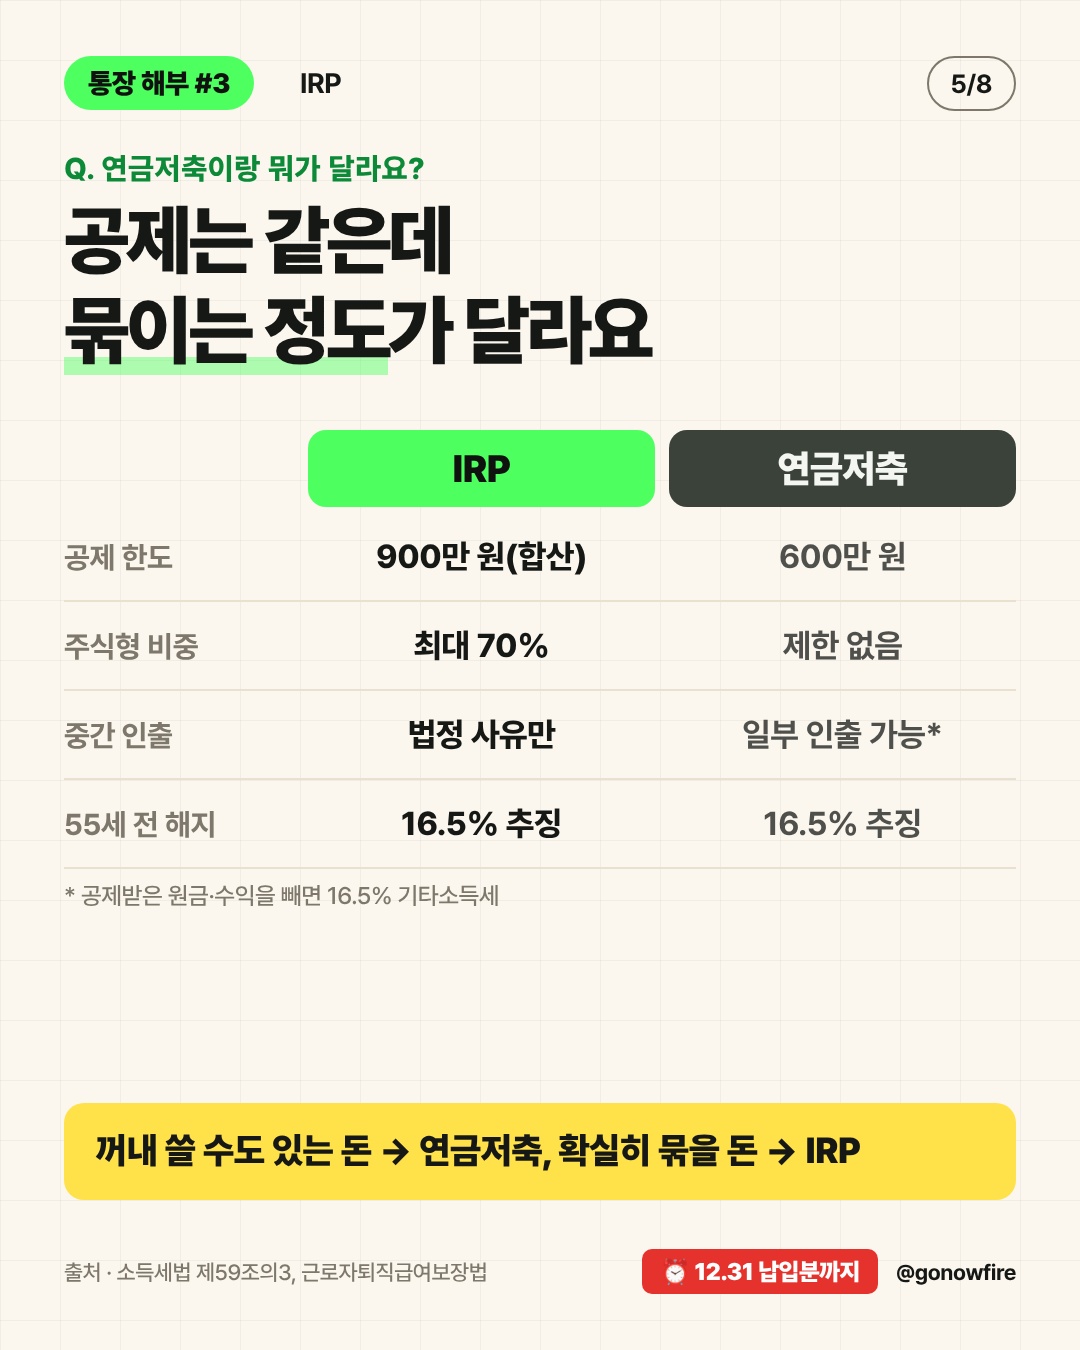 통장 해부 #3 IRP 5/8
Q. 연금저축이랑 뭐가 달라요?
공제는 같은데
묶이는 정도가 달라요
IRP 연금저축
공제 한도 900만 원(합산) 600만 원
주식형 비중 최대 70% 제한 없음
중간 인출 법정 사유만 일부 인출 가능*
55세 전 해지 16.5% 추징 16.5% 추징
* 공제받은 원금·수익을 빼면 16.5% 기타소득세
꺼내 쓸 수도 있는 돈 → 연금저축, 확실히 묶을 돈 → IRP
출처 · 소득세법 제59조의3, 근로자퇴직급여보장법 ⏰ 12.31 납입분까지 @gonowfire